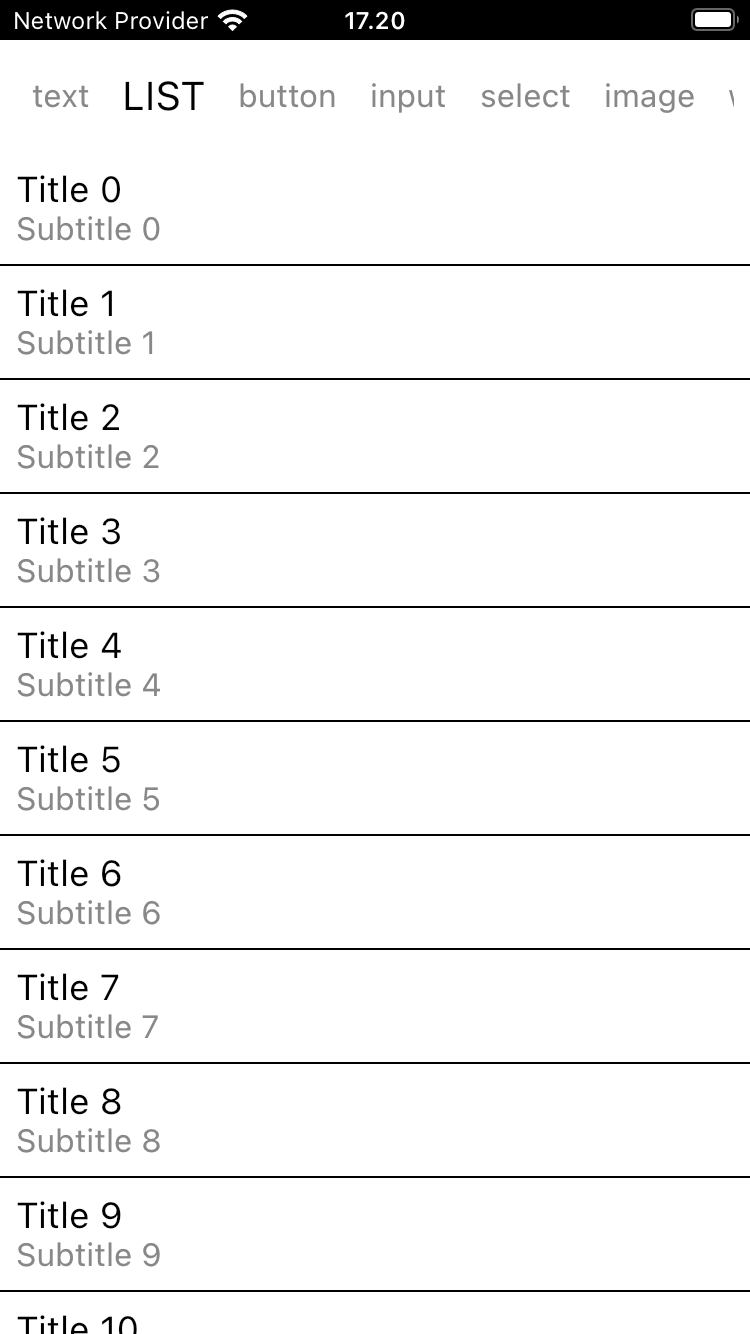 Network Provider 17.20
text LIST button input select image
Title 0
Subtitle 0
Title 1
Subtitle 1
Title 2
Subtitle 2
Title 3
Subtitle 3
Title 4
Subtitle 4
Title 5
Subtitle 5
Title 6
Subtitle 6
Title 7
Subtitle 7
Title 8
Subtitle 8
Title 9
Subtitle 9
Title 10